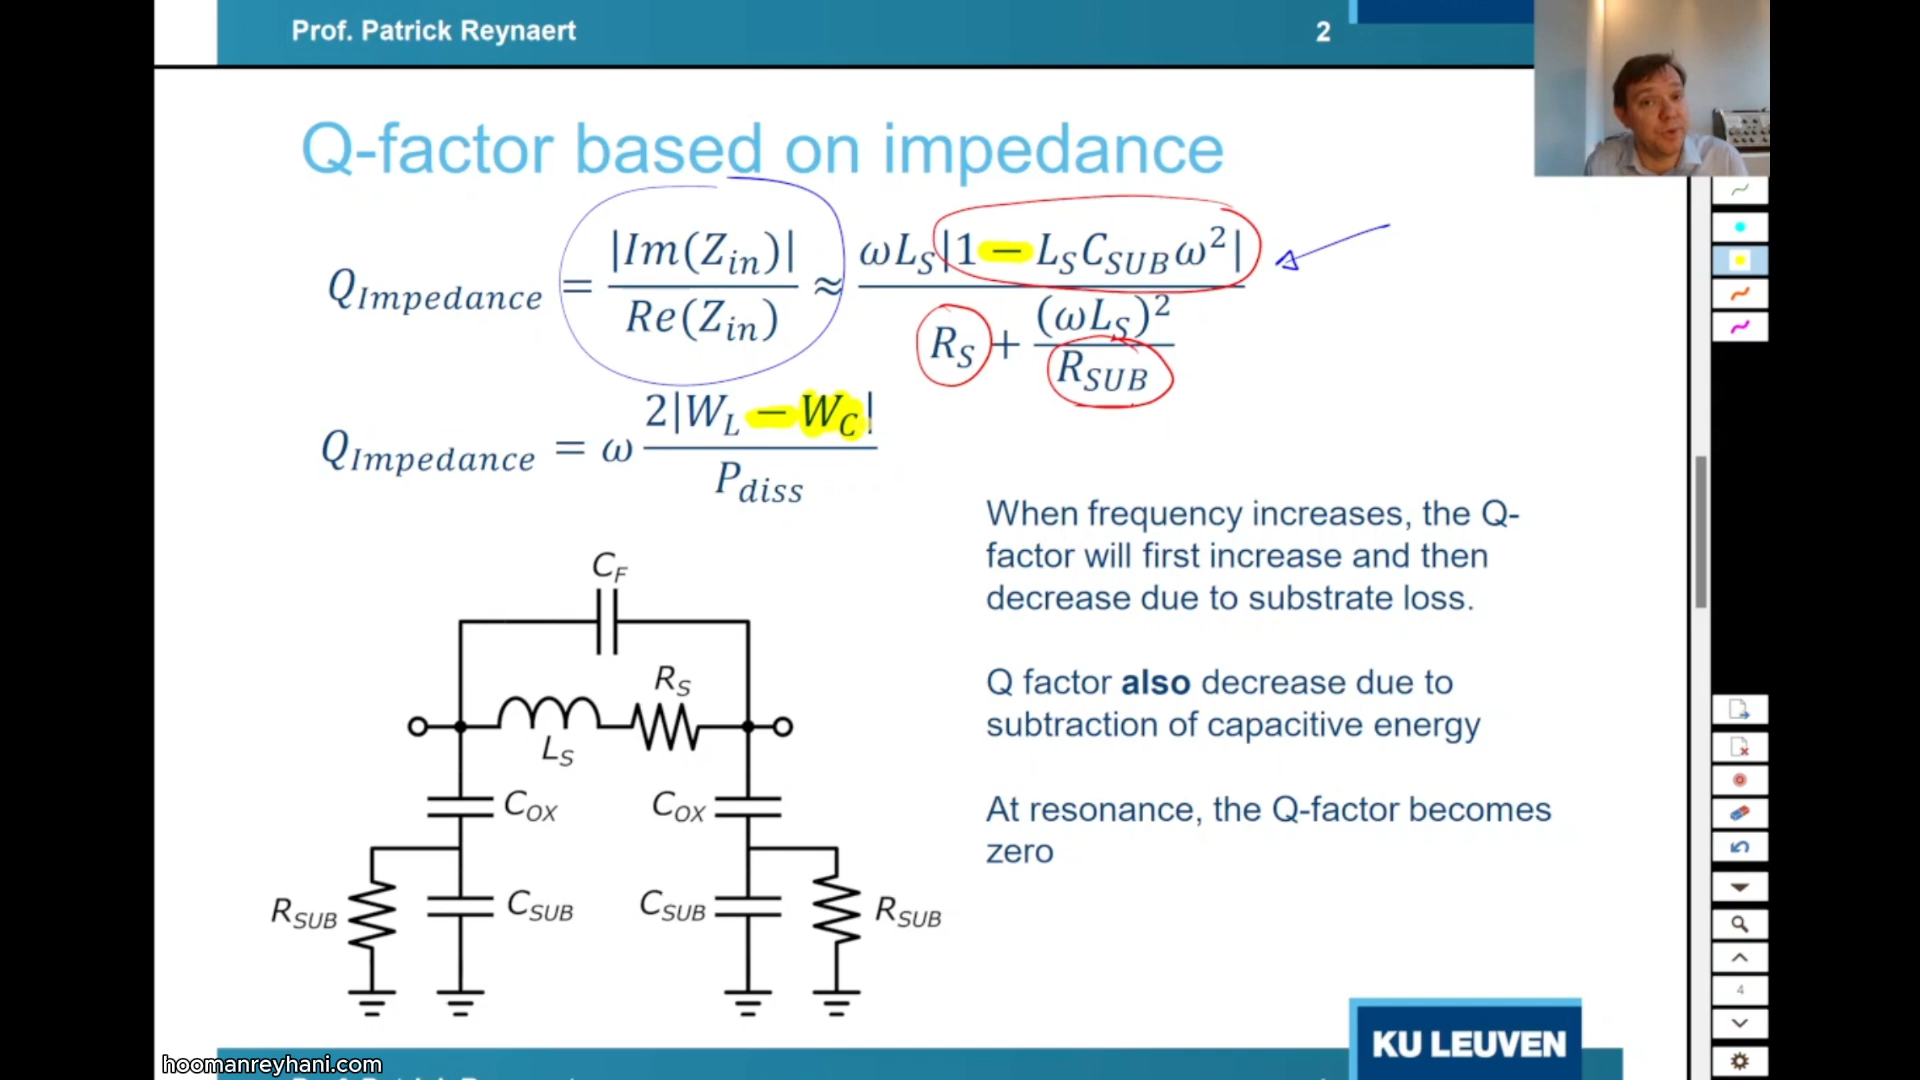 Prof. Patrick Reynaert
2
Q-factor based on impedance
Q_Impedance = |Im(Z_in)| / Re(Z_in) ≈ ωL_S|1 − L_S C_SUB ω²| / (R_S + (ωL_S)² / R_SUB)
Q_Impedance = ω 2|W_L − W_C| / P_diss
When frequency increases, the Q-
factor will first increase and then
decrease due to substrate loss.
Q factor also decrease due to
subtraction of capacitive energy
At resonance, the Q-factor becomes
zero
C_F
R_S
L_S
C_OX
C_OX
R_SUB
C_SUB
C_SUB
R_SUB
4
KU LEUVEN
hoomanreyhani.com